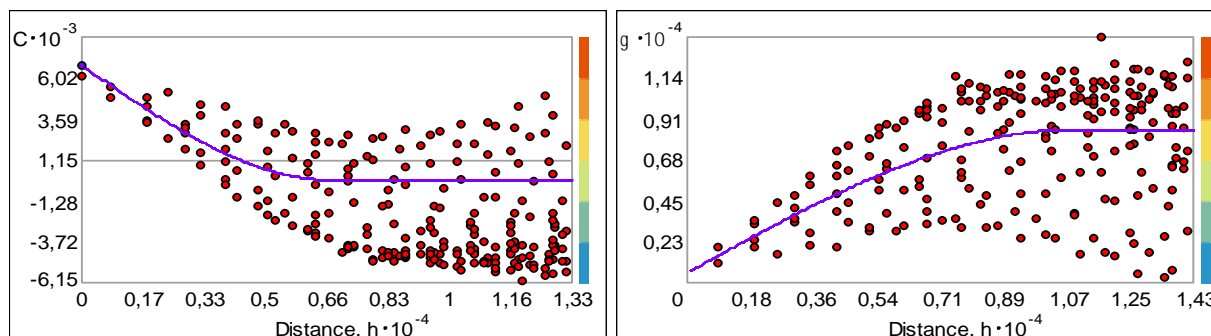 C·10⁻³
6,02
3,59
1,15
-1,28
-3,72
-6,15
0 0,17 0,33 0,5 0,66 0,83 1 1,16 1,33
Distance, h·10⁻⁴
g·10⁻⁴
1,14
0,91
0,68
0,45
0,23
0 0,18 0,36 0,54 0,71 0,89 1,07 1,25 1,43
Distance, h·10⁻⁴